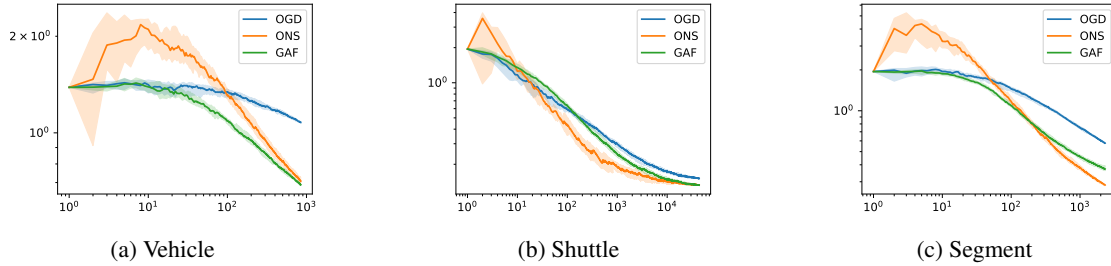 OGD
ONS
GAF
2 × 10⁰
10⁰
10⁰
10¹
10²
10³
(a) Vehicle
OGD
ONS
GAF
10⁰
10⁰
10¹
10²
10³
10⁴
(b) Shuttle
OGD
ONS
GAF
10⁰
10⁰
10¹
10²
10³
(c) Segment